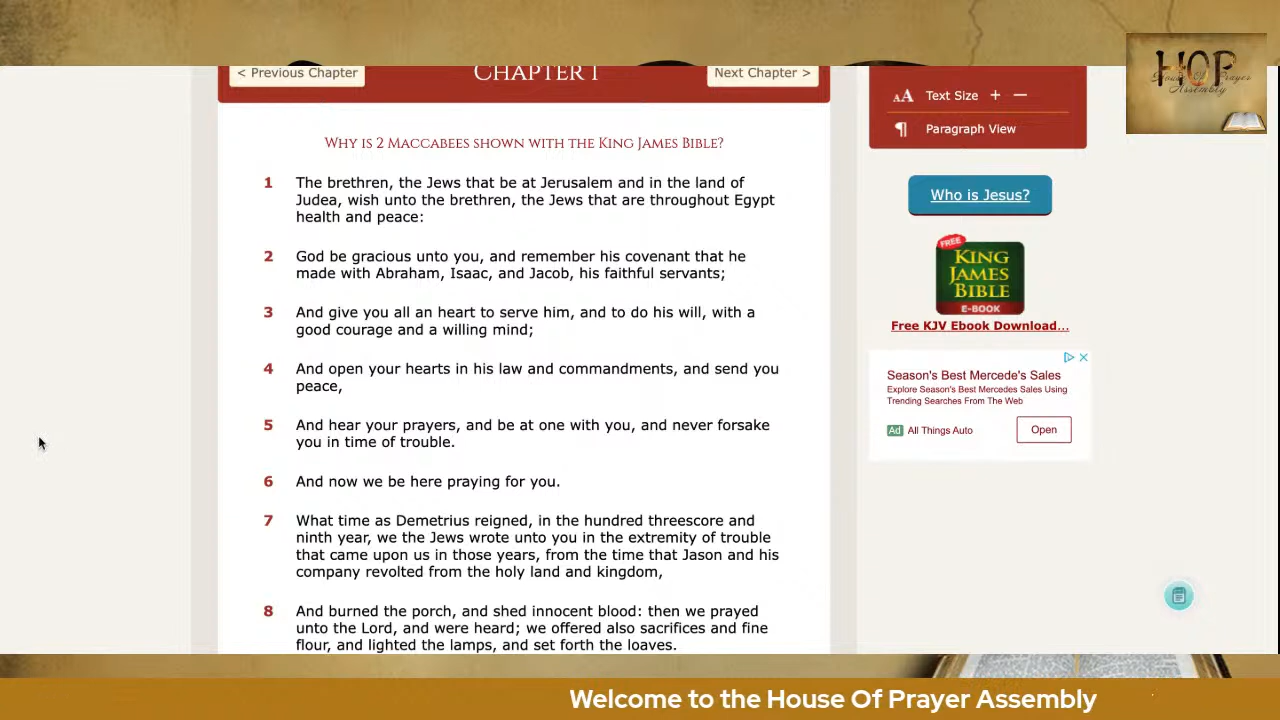 < Previous Chapter
CHAPTER 1
Next Chapter >
WHY IS 2 MACCABEES SHOWN WITH THE KING JAMES BIBLE?
1 The brethren, the Jews that be at Jerusalem and in the land of
Judea, wish unto the brethren, the Jews that are throughout Egypt
health and peace:
2 God be gracious unto you, and remember his covenant that he
made with Abraham, Isaac, and Jacob, his faithful servants;
3 And give you all an heart to serve him, and to do his will, with a
good courage and a willing mind;
4 And open your hearts in his law and commandments, and send you
peace,
5 And hear your prayers, and be at one with you, and never forsake
you in time of trouble.
6 And now we be here praying for you.
7 What time as Demetrius reigned, in the hundred threescore and
ninth year, we the Jews wrote unto you in the extremity of trouble
that came upon us in those years, from the time that Jason and his
company revolted from the holy land and kingdom,
8 And burned the porch, and shed innocent blood: then we prayed
unto the Lord, and were heard; we offered also sacrifices and fine
flour, and lighted the lamps, and set forth the loaves.
AA Text Size + −
¶ Paragraph View
Who is Jesus?
FREE
KING
JAMES
BIBLE
E-BOOK
Free KJV Ebook Download...
Season's Best Mercede's Sales
Explore Season's Best Mercedes Sales Using
Trending Searches From The Web
Ad All Things Auto
Open
HOP
House Of Prayer
Assembly
Welcome to the House Of Prayer Assembly